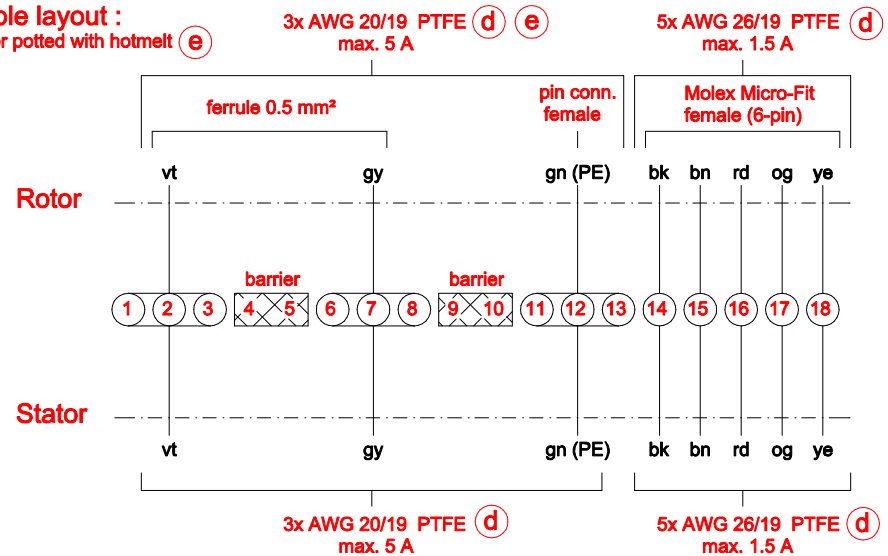 layout :
potted with hotmelt e
3x AWG 20/19 PTFE d e
max. 5 A
5x AWG 26/19 PTFE d
max. 1.5 A
ferrule 0.5 mm²
pin conn.
female
Molex Micro-Fit
female (6-pin)
vt gy gn (PE) bk bn rd og ye
Rotor
barrier barrier
1 2 3 4 5 6 7 8 9 10 11 12 13 14 15 16 17 18
Stator
vt gy gn (PE) bk bn rd og ye
3x AWG 20/19 PTFE d
max. 5 A
5x AWG 26/19 PTFE d
max. 1.5 A